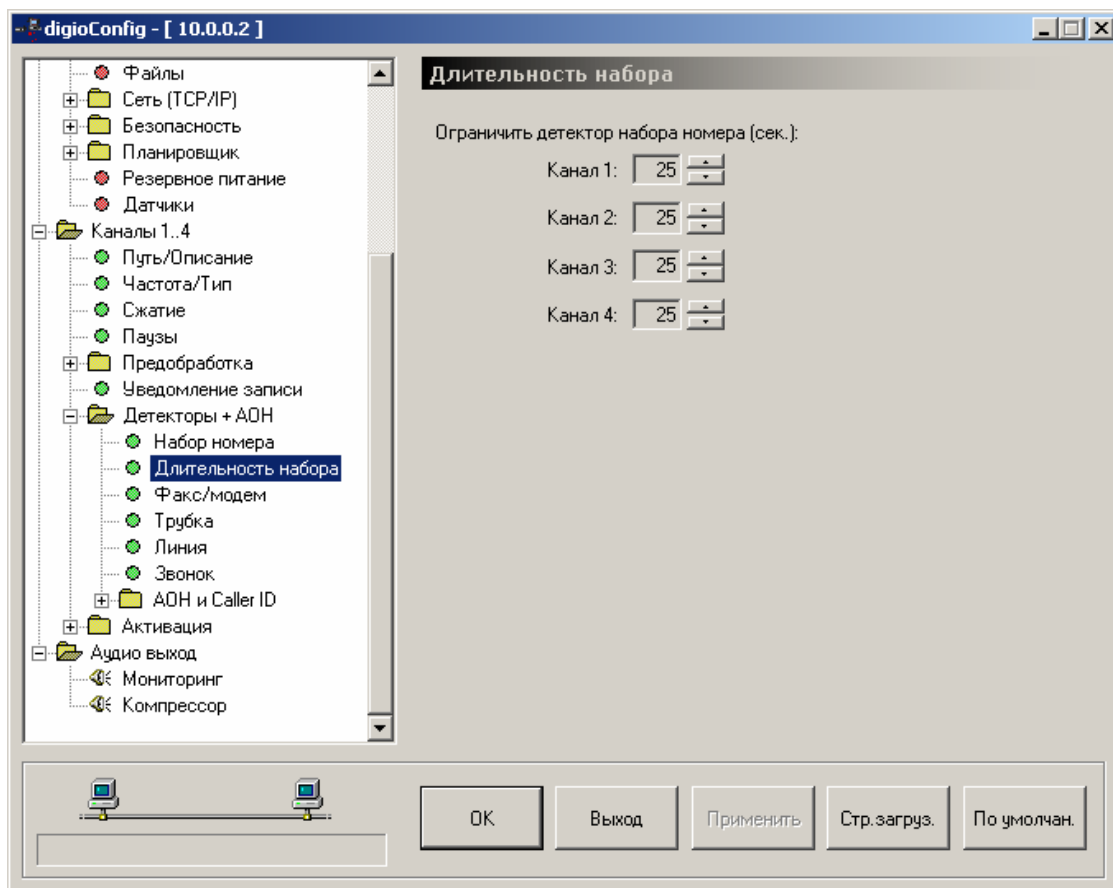 digioConfig - [ 10.0.0.2 ]
Файлы
Сеть (TCP/IP)
Безопасность
Планировщик
Резервное питание
Датчики
Каналы 1..4
Путь/Описание
Частота/Тип
Сжатие
Паузы
Предобработка
Уведомление записи
Детекторы + АОН
Набор номера
Длительность набора
Факс/модем
Трубка
Линия
Звонок
АОН и Caller ID
Активация
Аудио выход
Мониторинг
Компрессор
Длительность набора
Ограничить детектор набора номера (сек.):
Канал 1: 25
Канал 2: 25
Канал 3: 25
Канал 4: 25
OK Выход Применить Стр.загруз. По умолчан.